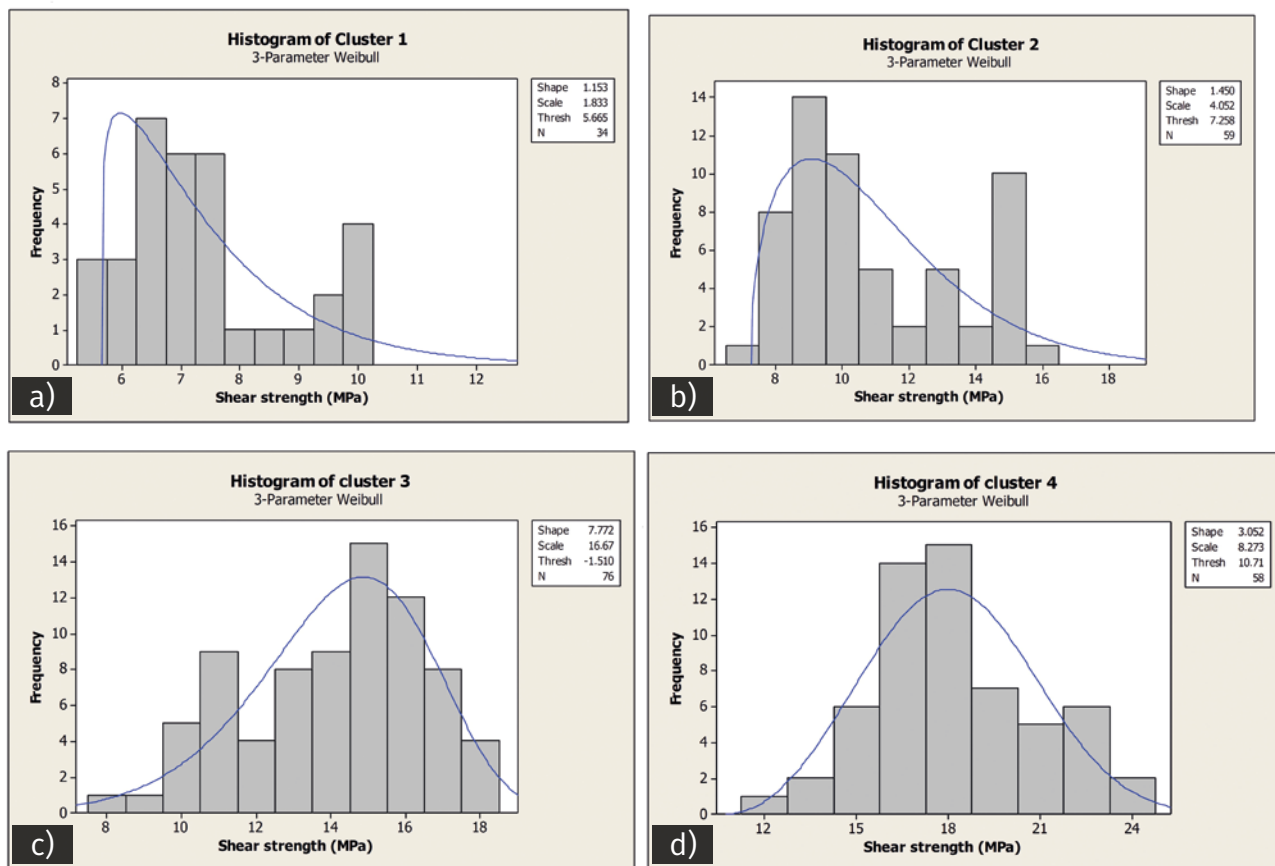 Histogram of Cluster 1
3-Parameter Weibull
Shape 1.153
Scale 1.833
Thresh 5.665
N 34
Frequency
8
7
6
5
4
3
2
1
0
6 7 8 9 10 11 12
Shear strength (MPa)
a)
Histogram of Cluster 2
3-Parameter Weibull
Shape 1.450
Scale 4.052
Thresh 7.258
N 59
Frequency
14
12
10
8
6
4
2
0
8 10 12 14 16 18
Shear strength (MPa)
b)
Histogram of cluster 3
3-Parameter Weibull
Shape 7.772
Scale 16.67
Thresh -1.510
N 76
Frequency
16
14
12
10
8
6
4
2
0
8 10 12 14 16 18
Shear strength (MPa)
c)
Histogram of cluster 4
3-Parameter Weibull
Shape 3.052
Scale 8.273
Thresh 10.71
N 58
Frequency
16
14
12
10
8
6
4
2
0
12 15 18 21 24
Shear strength (MPa)
d)